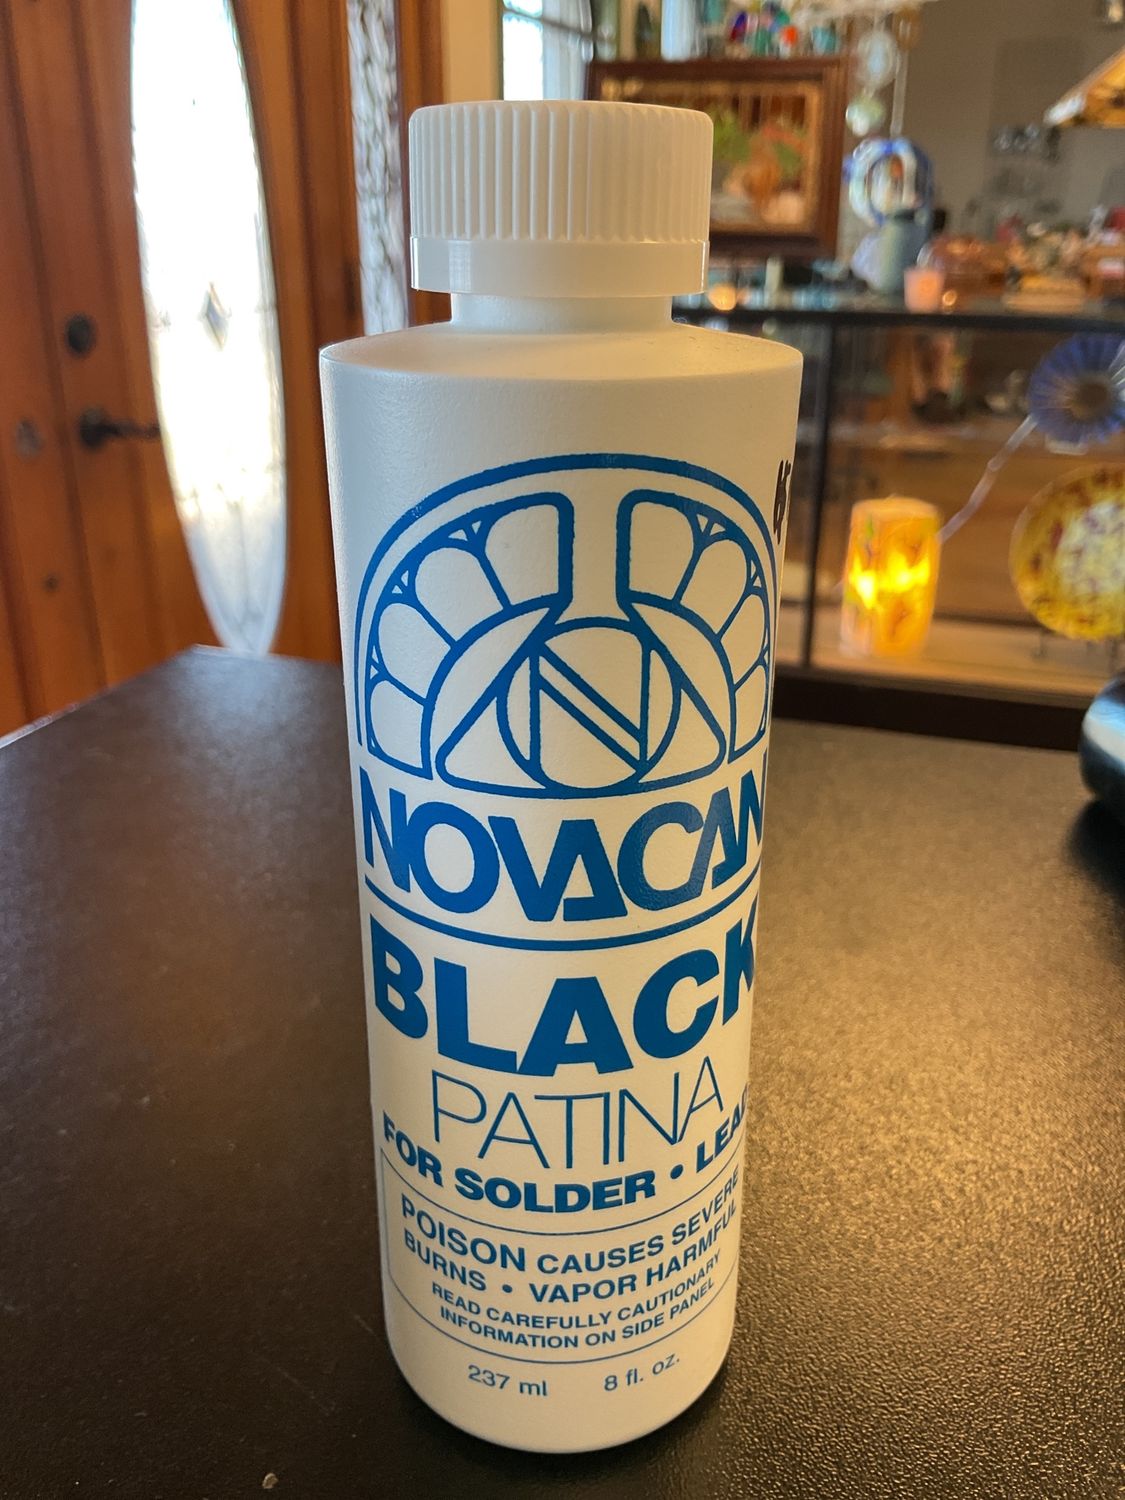 N
NOVACAN
BLACK
PATINA
FOR SOLDER • LEAD
POISON CAUSES SEVERE
BURNS • VAPOR HARMFUL
READ CAREFULLY CAUTIONARY
INFORMATION ON SIDE PANEL
237 ml 8 fl. oz.